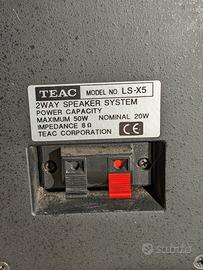 TEAC MODEL NO. LS-X5
2WAY SPEAKER SYSTEM
POWER CAPACITY
MAXIMUM 50W NOMINAL 20W
IMPEDANCE 8Ω
TEAC CORPORATION CE
subito